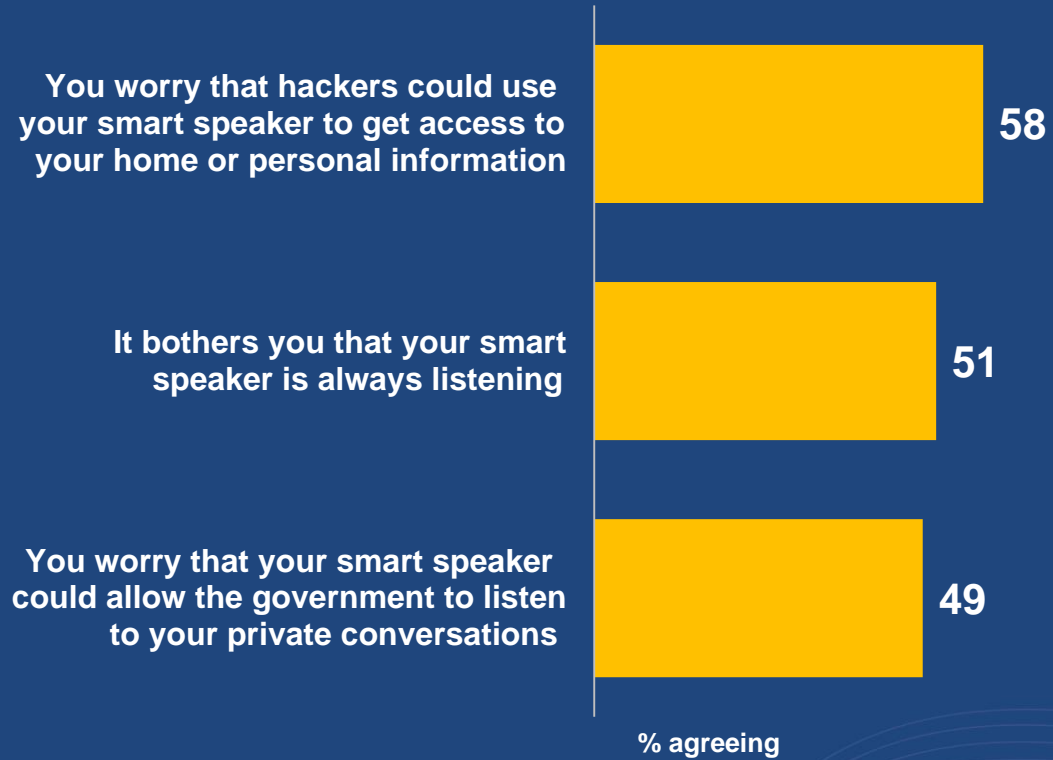 You worry that hackers could use
your smart speaker to get access to
your home or personal information
58
It bothers you that your smart
speaker is always listening
51
You worry that your smart speaker
could allow the government to listen
to your private conversations
49
% agreeing